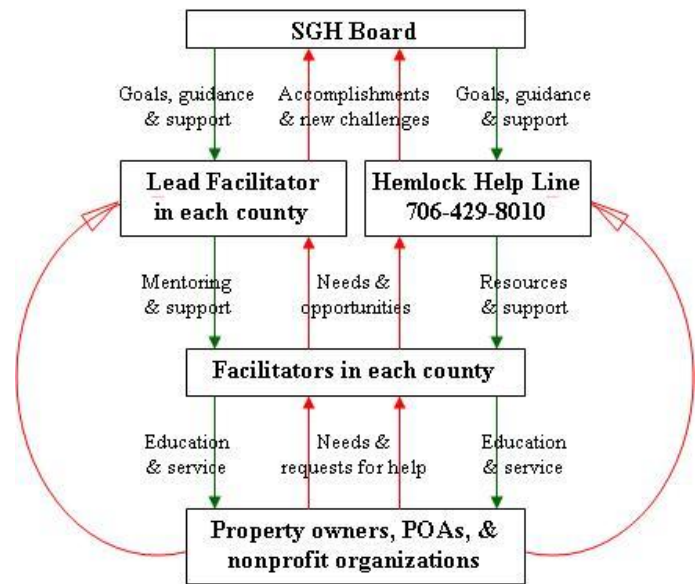 SGH Board
Goals, guidance
& support
Accomplishments
& new challenges
Goals, guidance
& support
Lead Facilitator
in each county
Hemlock Help Line
706-429-8010
Mentoring
& support
Needs &
opportunities
Resources
& support
Facilitators in each county
Education
& service
Needs &
requests for help
Education
& service
Property owners, POAs, &
nonprofit organizations